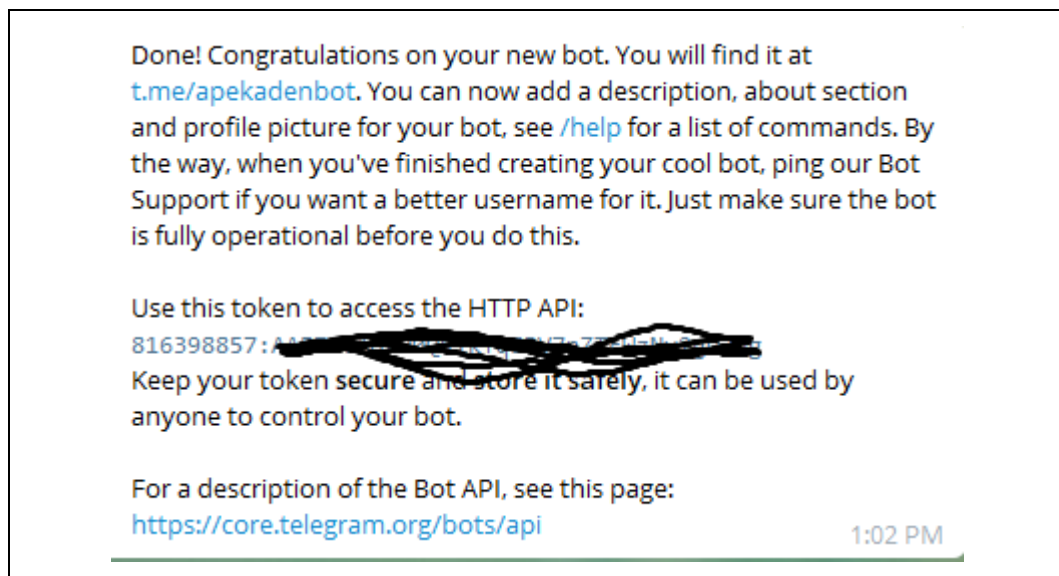 Done! Congratulations on your new bot. You will find it at
t.me/apekadenbot. You can now add a description, about section
and profile picture for your bot, see /help for a list of commands. By
the way, when you've finished creating your cool bot, ping our Bot
Support if you want a better username for it. Just make sure the bot
is fully operational before you do this.
Use this token to access the HTTP API:
816398857:
Keep your token secure and store it safely, it can be used by
anyone to control your bot.
For a description of the Bot API, see this page:
https://core.telegram.org/bots/api
1:02 PM